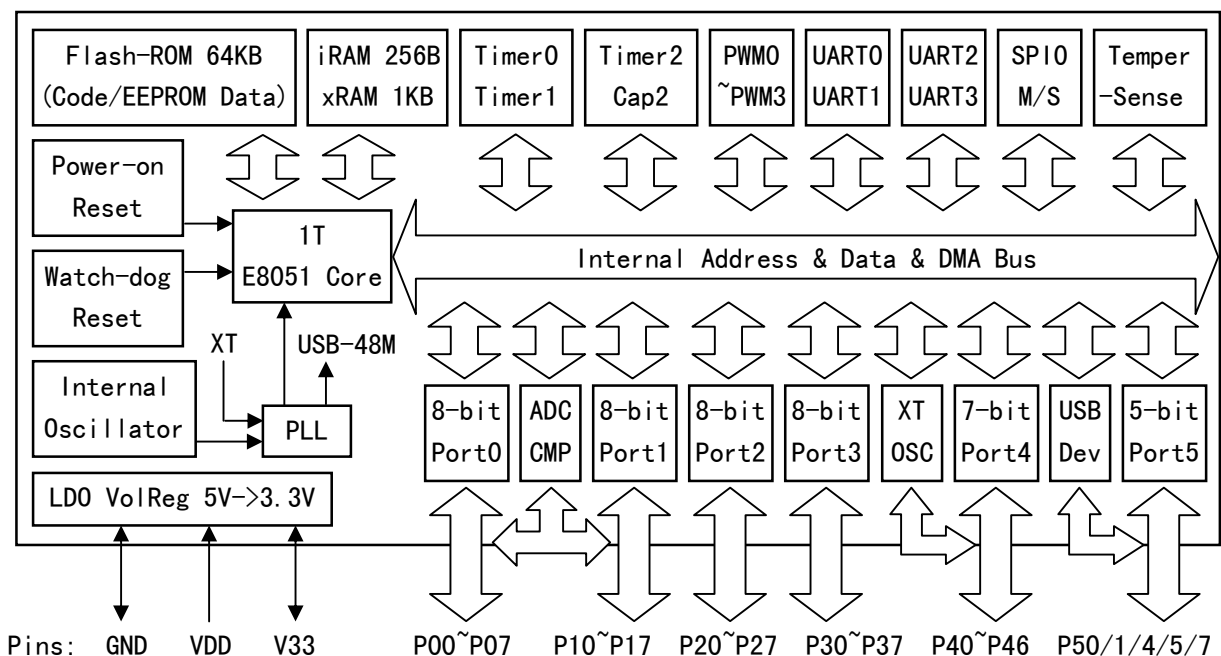 Flash-ROM 64KB
(Code/EEPROM Data)
iRAM 256B
xRAM 1KB
Timer0
Timer1
Timer2
Cap2
PWM0
~PWM3
UART0
UART1
UART2
UART3
SPI0
M/S
Temper
-Sense
Power-on
Reset
1T
E8051 Core
Internal Address & Data & DMA Bus
Watch-dog
Reset
XT
USB-48M
Internal
Oscillator
PLL
8-bit
Port0
ADC
CMP
8-bit
Port1
8-bit
Port2
8-bit
Port3
XT
OSC
7-bit
Port4
USB
Dev
5-bit
Port5
LDO VolReg 5V->3.3V
Pins: GND VDD V33 P00~P07 P10~P17 P20~P27 P30~P37 P40~P46 P50/1/4/5/7